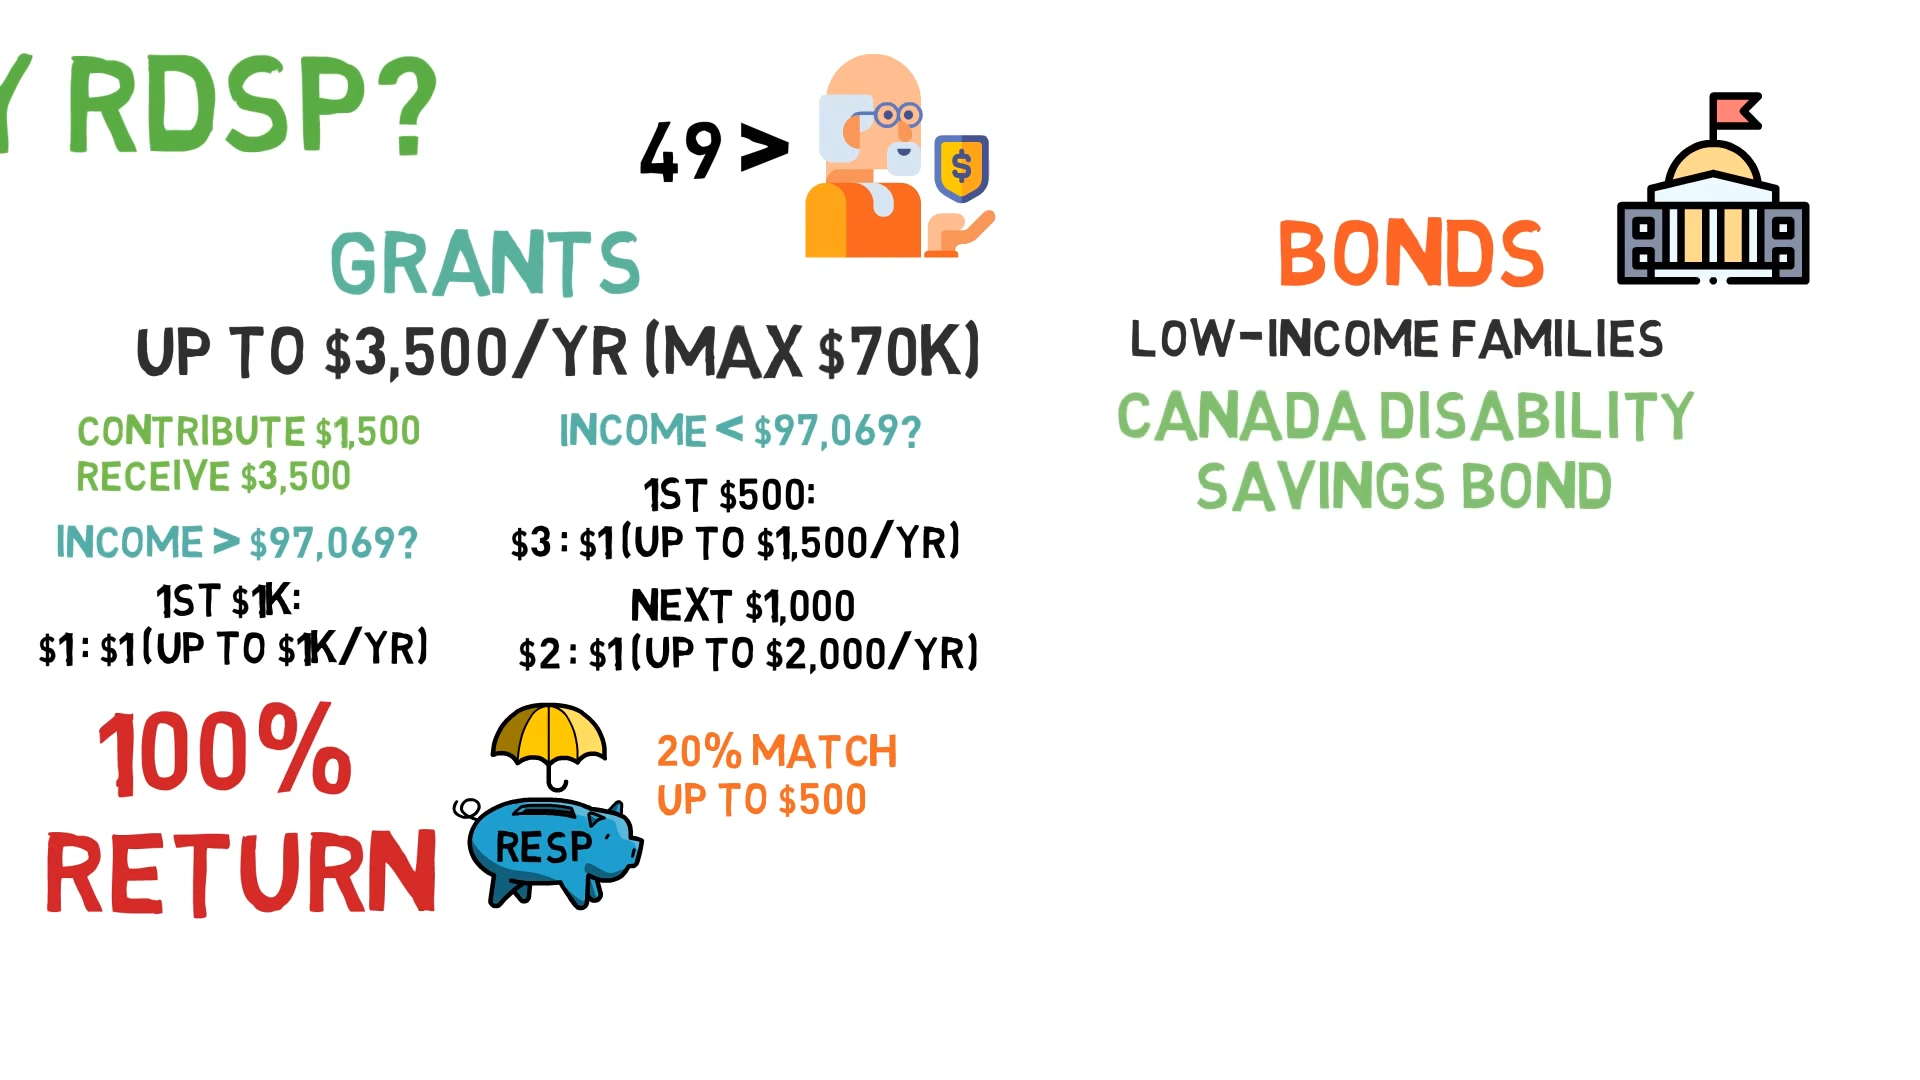 Y RDSP?
49 >
$
GRANTS
UP TO $3,500/YR (MAX $70K)
CONTRIBUTE $1,500
RECEIVE $3,500
INCOME > $97,069?
1ST $1K:
$1 : $1 (UP TO $1K/YR)
INCOME < $97,069?
1ST $500:
$3 : $1 (UP TO $1,500/YR)
NEXT $1,000
$2 : $1 (UP TO $2,000/YR)
100%
RETURN
RESP
20% MATCH
UP TO $500
BONDS
LOW-INCOME FAMILIES
CANADA DISABILITY
SAVINGS BOND